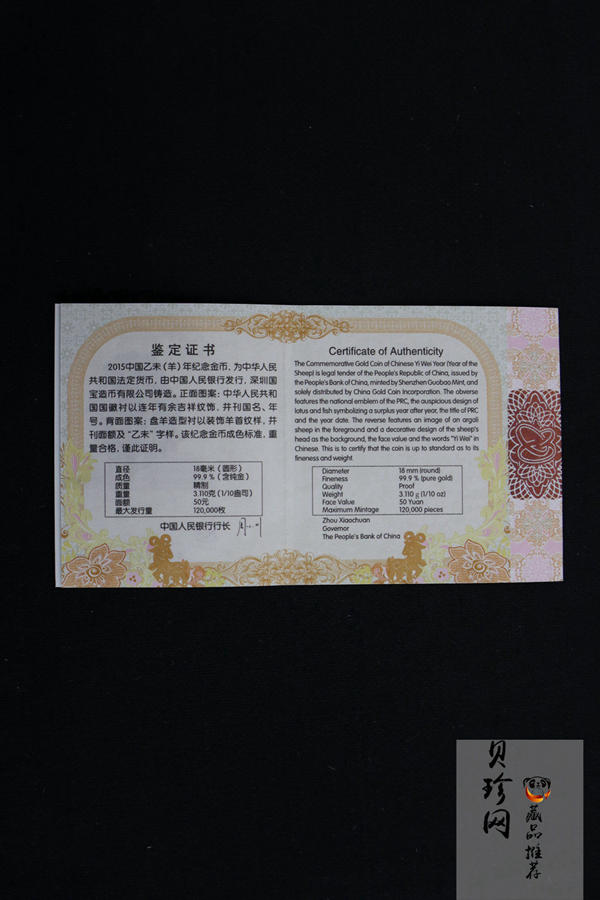 鉴定证书
2015中国乙未（羊）年纪念金币，为中华人民
共和国法定货币，由中国人民银行发行，深圳国
宝造币有限公司铸造。正面图案：中华人民共和
国国徽衬以连年有余吉祥纹饰，并刊国名、年
号。背面图案：盘羊造型衬以装饰羊首纹样，并
刊面额及“乙未”字样。该纪念金币成色标准，重
量合格，谨此证明。
直径 18毫米（圆形）
成色 99.9％（含纯金）
质量 精制
重量 3.110克（1/10盎司）
面额 50元
最大发行量 120,000枚
中国人民银行行长
Certificate of Authenticity
The Commemorative Gold Coin of Chinese Yi Wei Year (Year of the
Sheep) is legal tender of the People's Republic of China, issued by
the People's Bank of China, minted by Shenzhen Guobao Mint, and
solely distributed by China Gold Coin Incorporation. The obverse
features the national emblem of the PRC, the auspicious design of
lotus and fish symbolizing a surplus year after year, the title of PRC
and the year date. The reverse features an image of an argali
sheep in the foreground and a decorative design of the sheep's
head as the background, the face value and the words "Yi Wei" in
Chinese. This is to certify that the coin is up to standard as to its
fineness and weight.
Diameter 18 mm (round)
Fineness 99.9% (pure gold)
Quality Proof
Weight 3.110 g (1/10 oz)
Face Value 50 Yuan
Maximum Mintage 120,000 pieces
Zhou Xiaochuan
Governor
The People's Bank of China
贝珍网
藏品推荐